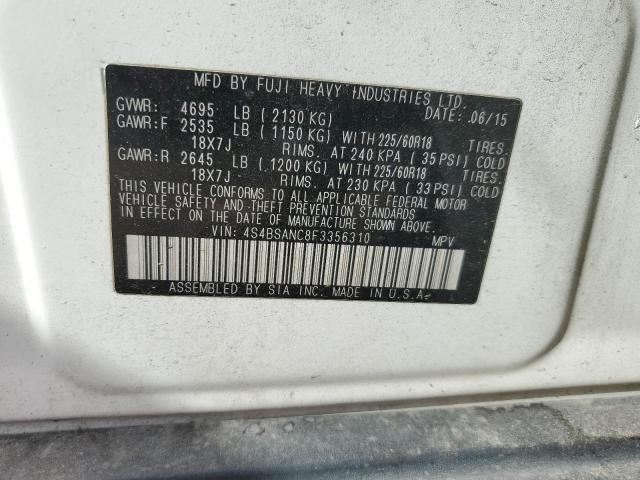 MFD BY FUJI HEAVY INDUSTRIES LTD.
DATE: 06/15
GVWR: 4695 LB (2130 KG)
GAWR:F 2535 LB (1150 KG) WITH 225/60R18 TIRES.
18X7J RIMS. AT 240 KPA (35 PSI) COLD
GAWR:R 2645 LB (1200 KG) WITH 225/60R18 TIRES.
18X7J RIMS. AT 230 KPA (33 PSI) COLD
THIS VEHICLE CONFORMS TO ALL APPLICABLE FEDERAL MOTOR
VEHICLE SAFETY AND THEFT PREVENTION STANDARDS
IN EFFECT ON THE DATE OF MANUFACTURE SHOWN ABOVE.
VIN: 4S4BSANC8F3356310 MPV
ASSEMBLED BY SIA INC. MADE IN U.S.A.